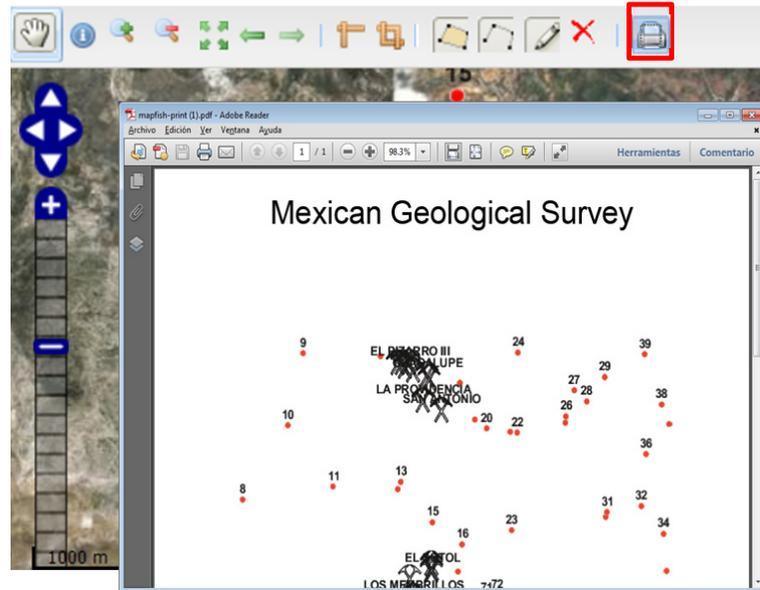 15
mapfish-print (1).pdf - Adobe Reader
Archivo Edición Ver Ventana Ayuda
1 / 1 98.3% Herramientas Comentario
Mexican Geological Survey
9 24 39
EL PIZARRO III
GUADALUPE 29
LA PROVIDENCIA 27 28 38
SAN ANTONIO
10 20 22 26
36
11 13
8 31 32
15 23 34
16
EL SOTOL
LOS MEMBRILLOS 71 72
1000 m